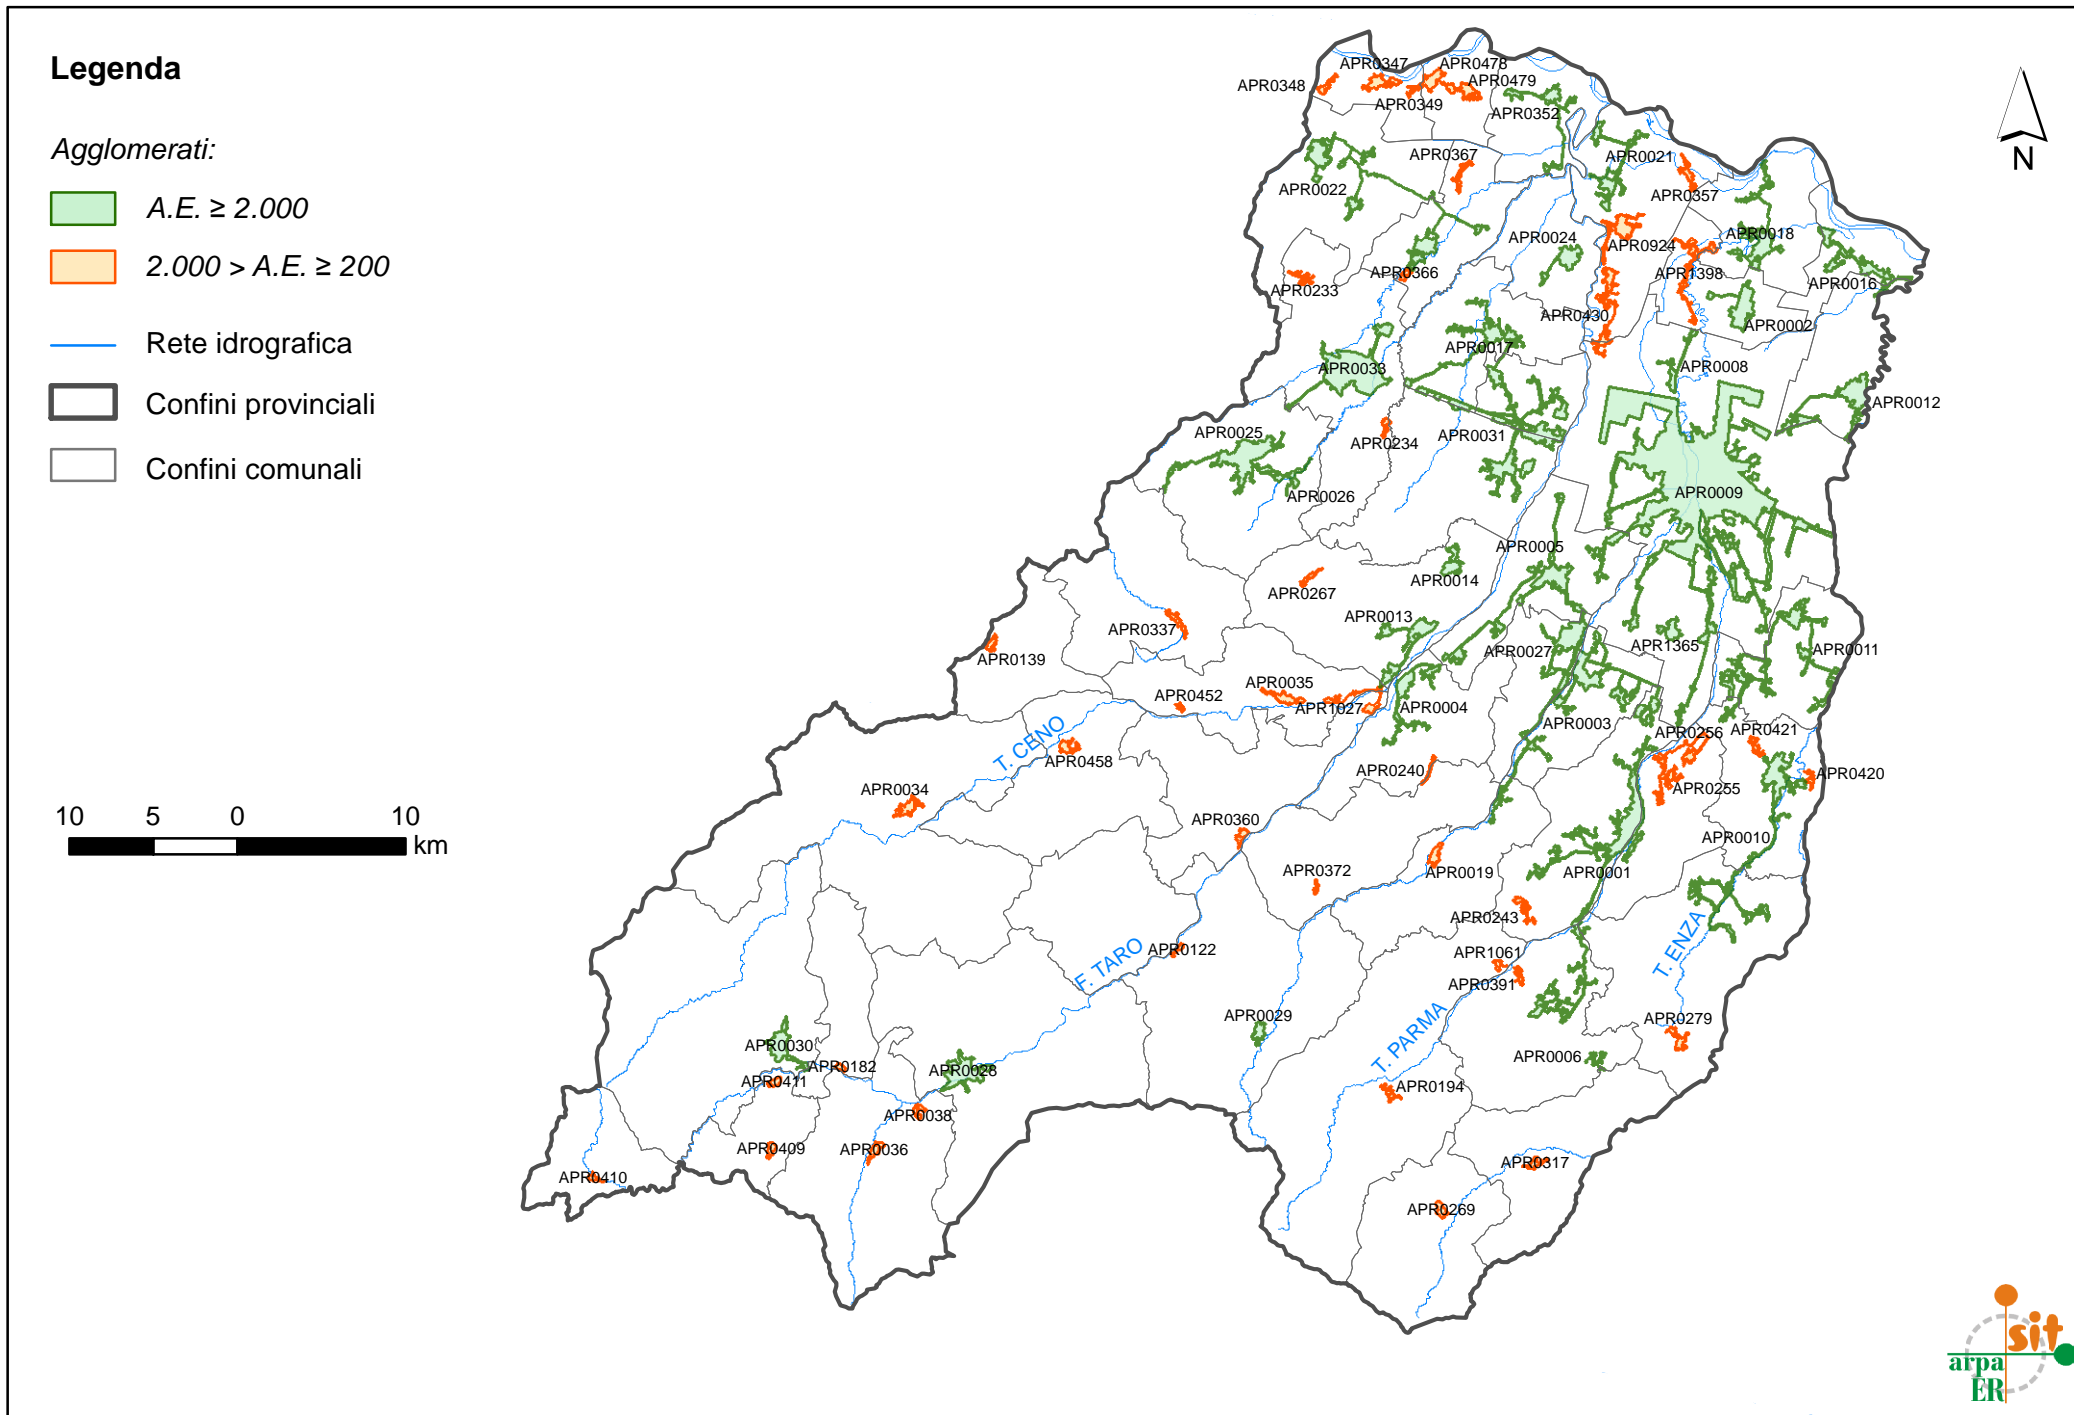 Legenda
Agglomerati:
A.E. ≥ 2.000
2.000 > A.E. ≥ 200
Rete idrografica
Confini provinciali
Confini comunali
10 5 0 10
km
N
APR0347
APR0478
APR0348
APR0479
APR0349
APR0352
APR0367
APR0021
APR0022
APR0357
APR0024
APR0924
APR0018
APR0366
APR1398
APR0233
APR0016
APR0430
APR0002
APR0017
APR0033
APR0008
APR0012
APR0025
APR0234
APR0031
APR0026
APR0009
APR0005
APR0014
APR0267
APR0013
APR0337
APR0139
APR0027
APR1365
APR0011
APR0035
APR0452
APR1027
APR0004
APR0003
APR0256
APR0421
T. CENO
APR0458
APR0240
APR0420
APR0034
APR0255
APR0360
APR0010
APR0372
APR0019
APR0001
APR0243
T. ENZA
APR0122
F. TARO
APR1061
APR0391
APR0029
T. PARMA
APR0279
APR0030
APR0006
APR0182
APR0028
APR0411
APR0194
APR0038
APR0409
APR0036
APR0317
APR0410
APR0269
sit
arpa
ER